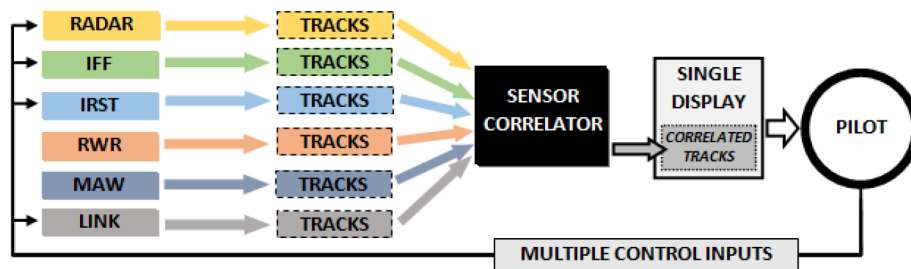 RADAR
TRACKS
IFF
TRACKS
IRST
TRACKS
RWR
TRACKS
MAW
TRACKS
LINK
TRACKS
SENSOR
CORRELATOR
SINGLE
DISPLAY
CORRELATED
TRACKS
PILOT
MULTIPLE CONTROL INPUTS